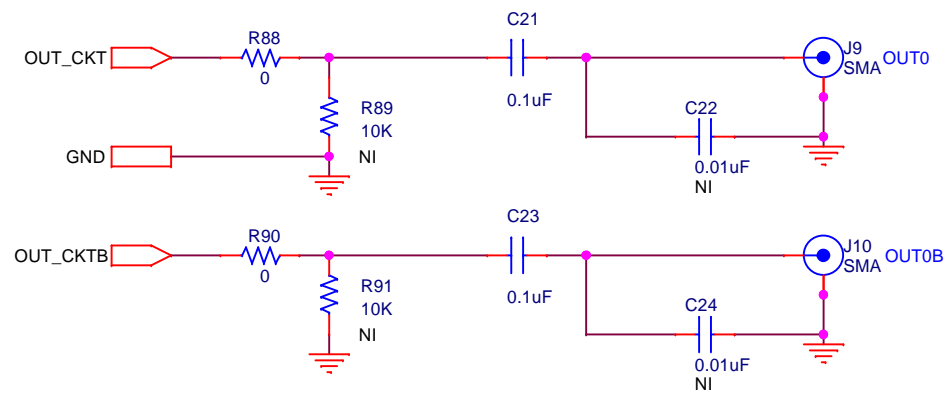 C21
R88
OUT_CKT
0
J9
SMA
OUT0
0.1uF
R89
10K
NI
C22
0.01uF
NI
GND
C23
R90
OUT_CKTB
0
J10
SMA
OUT0B
0.1uF
R91
10K
NI
C24
0.01uF
NI